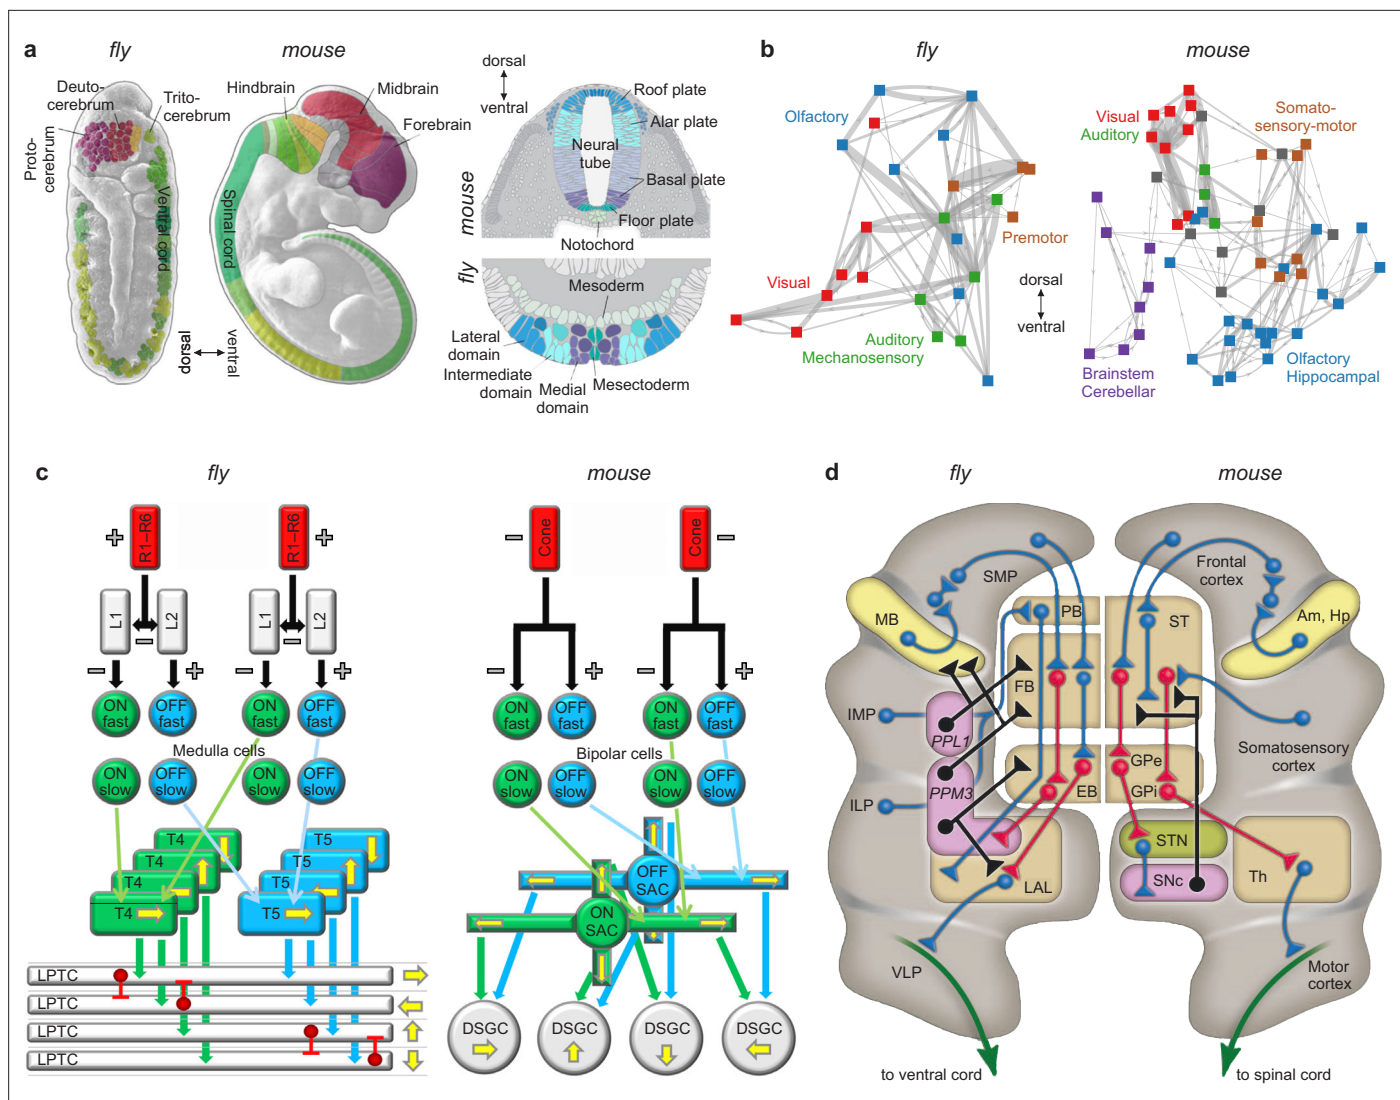 a
fly
mouse
Deuto-
cerebrum
Trito-
cerebrum
Proto-
cerebrum
Ventral cord
Hindbrain
Midbrain
Forebrain
Spinal cord
dorsal
ventral
dorsal
ventral
mouse
Roof plate
Alar plate
Neural
tube
Basal plate
Floor plate
Notochord
fly
Mesoderm
Lateral
domain
Intermediate
domain
Medial
domain
Mesectoderm
b
fly
mouse
Olfactory
Premotor
Visual
Auditory
Mechanosensory
dorsal
ventral
Visual
Auditory
Somato-
sensory-motor
Brainstem
Cerebellar
Olfactory
Hippocampal
c
fly
mouse
+ R1–R6
R1–R6 +
L1 – L2
L1 – L2
– +
– +
ON
fast
OFF
fast
ON
fast
OFF
fast
Medulla cells
ON
slow
OFF
slow
ON
slow
OFF
slow
T4
T4
T4
T4
T5
T5
T5
T5
LPTC
LPTC
LPTC
LPTC
– Cone
Cone –
– +
– +
ON
fast
OFF
fast
ON
fast
OFF
fast
Bipolar cells
ON
slow
OFF
slow
ON
slow
OFF
slow
OFF
SAC
ON
SAC
DSGC
DSGC
DSGC
DSGC
d
fly
mouse
SMP
MB
PB
FB
IMP
PPL1
ILP
PPM3
EB
LAL
VLP
to ventral cord
Frontal
cortex
ST
Am, Hp
GPe
GPi
Somatosensory
cortex
STN
SNc
Th
Motor
cortex
to spinal cord